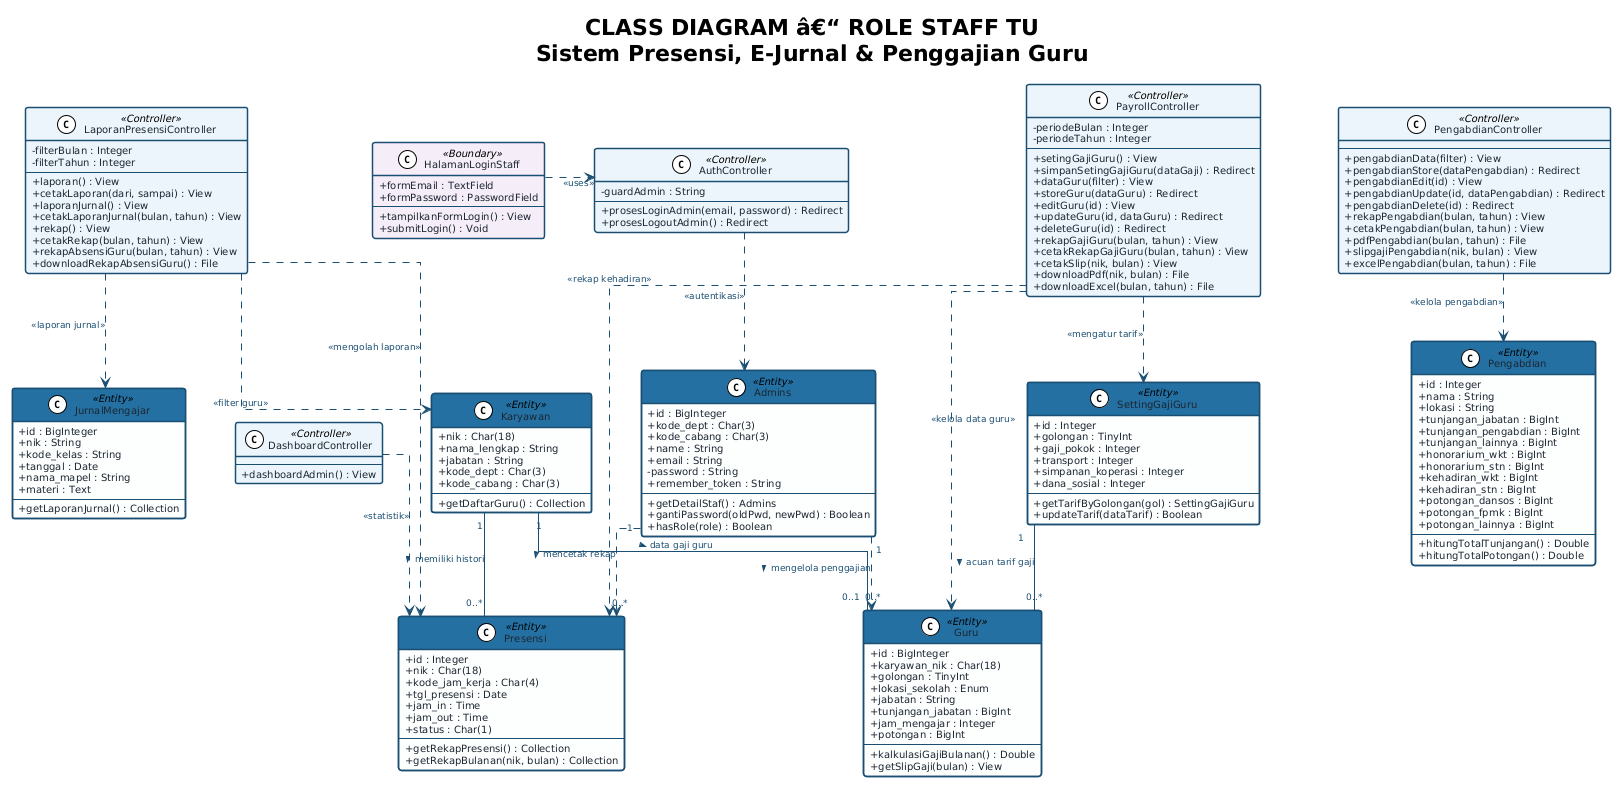 CLASS DIAGRAM â€“ ROLE STAFF TU
Sistem Presensi, E-Jurnal & Penggajian Guru
C
«Controller»
LaporanPresensiController
-filterBulan : Integer
-filterTahun : Integer
+laporan() : View
+cetakLaporan(dari, sampai) : View
+laporanJurnal() : View
+cetakLaporanJurnal(bulan, tahun) : View
+rekap() : View
+cetakRekap(bulan, tahun) : View
+rekapAbsensiGuru(bulan, tahun) : View
+downloadRekapAbsensiGuru() : File
C
«Boundary»
HalamanLoginStaff
+formEmail : TextField
+formPassword : PasswordField
+tampilkanFormLogin() : View
+submitLogin() : Void
«uses»
C
«Controller»
AuthController
-guardAdmin : String
+prosesLoginAdmin(email, password) : Redirect
+prosesLogoutAdmin() : Redirect
C
«Controller»
PayrollController
-periodeBulan : Integer
-periodeTahun : Integer
+setingGajiGuru() : View
+simpanSetingGajiGuru(dataGaji) : Redirect
+dataGuru(filter) : View
+storeGuru(dataGuru) : Redirect
+editGuru(id) : View
+updateGuru(id, dataGuru) : Redirect
+deleteGuru(id) : Redirect
+rekapGajiGuru(bulan, tahun) : View
+cetakRekapGajiGuru(bulan, tahun) : View
+cetakSlip(nik, bulan) : View
+downloadPdf(nik, bulan) : File
+downloadExcel(bulan, tahun) : File
C
«Controller»
PengabdianController
+pengabdianData(filter) : View
+pengabdianStore(dataPengabdian) : Redirect
+pengabdianEdit(id) : View
+pengabdianUpdate(id, dataPengabdian) : Redirect
+pengabdianDelete(id) : Redirect
+rekapPengabdian(bulan, tahun) : View
+cetakPengabdian(bulan, tahun) : View
+pdfPengabdian(bulan, tahun) : File
+slipgajiPengabdian(nik, bulan) : View
+excelPengabdian(bulan, tahun) : File
«rekap kehadiran»
«autentikasi»
«kelola pengabdian»
«laporan jurnal»
«mengolah laporan»
«mengatur tarif»
«filter guru»
«kelola data guru»
C
«Entity»
JurnalMengajar
+id : BigInteger
+nik : String
+kode_kelas : String
+tanggal : Date
+nama_mapel : String
+materi : Text
+getLaporanJurnal() : Collection
C
«Controller»
DashboardController
+dashboardAdmin() : View
C
«Entity»
Karyawan
+nik : Char(18)
+nama_lengkap : String
+jabatan : String
+kode_dept : Char(3)
+kode_cabang : Char(3)
+getDaftarGuru() : Collection
C
«Entity»
Admins
+id : BigInteger
+kode_dept : Char(3)
+kode_cabang : Char(3)
+name : String
+email : String
-password : String
+remember_token : String
+getDetailStaf() : Admins
+gantiPassword(oldPwd, newPwd) : Boolean
+hasRole(role) : Boolean
C
«Entity»
SettingGajiGuru
+id : Integer
+golongan : TinyInt
+gaji_pokok : Integer
+transport : Integer
+simpanan_koperasi : Integer
+dana_sosial : Integer
+getTarifByGolongan(gol) : SettingGajiGuru
+updateTarif(dataTarif) : Boolean
C
«Entity»
Pengabdian
+id : Integer
+nama : String
+lokasi : String
+tunjangan_jabatan : BigInt
+tunjangan_pengabdian : BigInt
+tunjangan_lainnya : BigInt
+honorarium_wkt : BigInt
+honorarium_stn : BigInt
+kehadiran_wkt : BigInt
+kehadiran_stn : BigInt
+potongan_dansos : BigInt
+potongan_fpmk : BigInt
+potongan_lainnya : BigInt
+hitungTotalTunjangan() : Double
+hitungTotalPotongan() : Double
«statistik»
1
1
1
1
1
memiliki histori
mencetak rekap
data gaji guru
mengelola penggajian
acuan tarif gaji
0..*
0..*
0..1
0..*
0..*
C
«Entity»
Presensi
+id : Integer
+nik : Char(18)
+kode_jam_kerja : Char(4)
+tgl_presensi : Date
+jam_in : Time
+jam_out : Time
+status : Char(1)
+getRekapPresensi() : Collection
+getRekapBulanan(nik, bulan) : Collection
C
«Entity»
Guru
+id : BigInteger
+karyawan_nik : Char(18)
+golongan : TinyInt
+lokasi_sekolah : Enum
+jabatan : String
+tunjangan_jabatan : BigInt
+jam_mengajar : Integer
+potongan : BigInt
+kalkulasiGajiBulanan() : Double
+getSlipGaji(bulan) : View